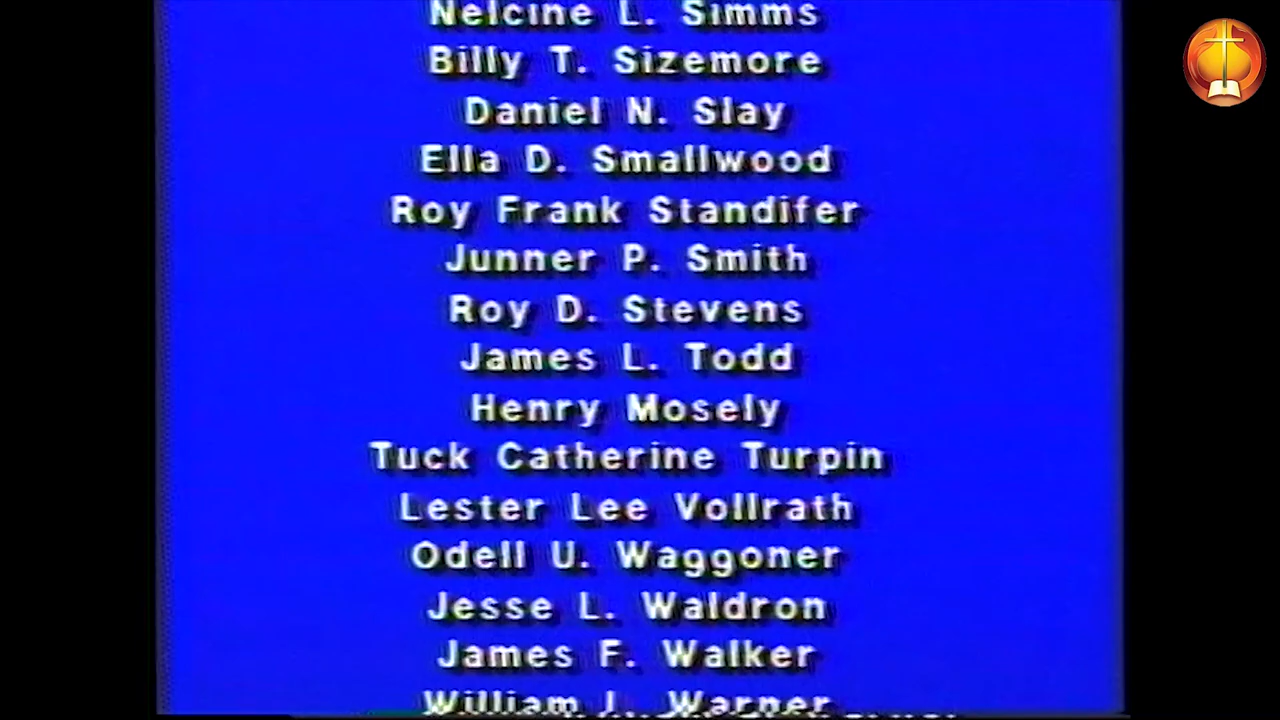 Nelcine L. Simms
Billy T. Sizemore
Daniel N. Slay
Ella D. Smallwood
Roy Frank Standifer
Junner P. Smith
Roy D. Stevens
James L. Todd
Henry Mosely
Tuck Catherine Turpin
Lester Lee Vollrath
Odell U. Waggoner
Jesse L. Waldron
James F. Walker
William J. Warner